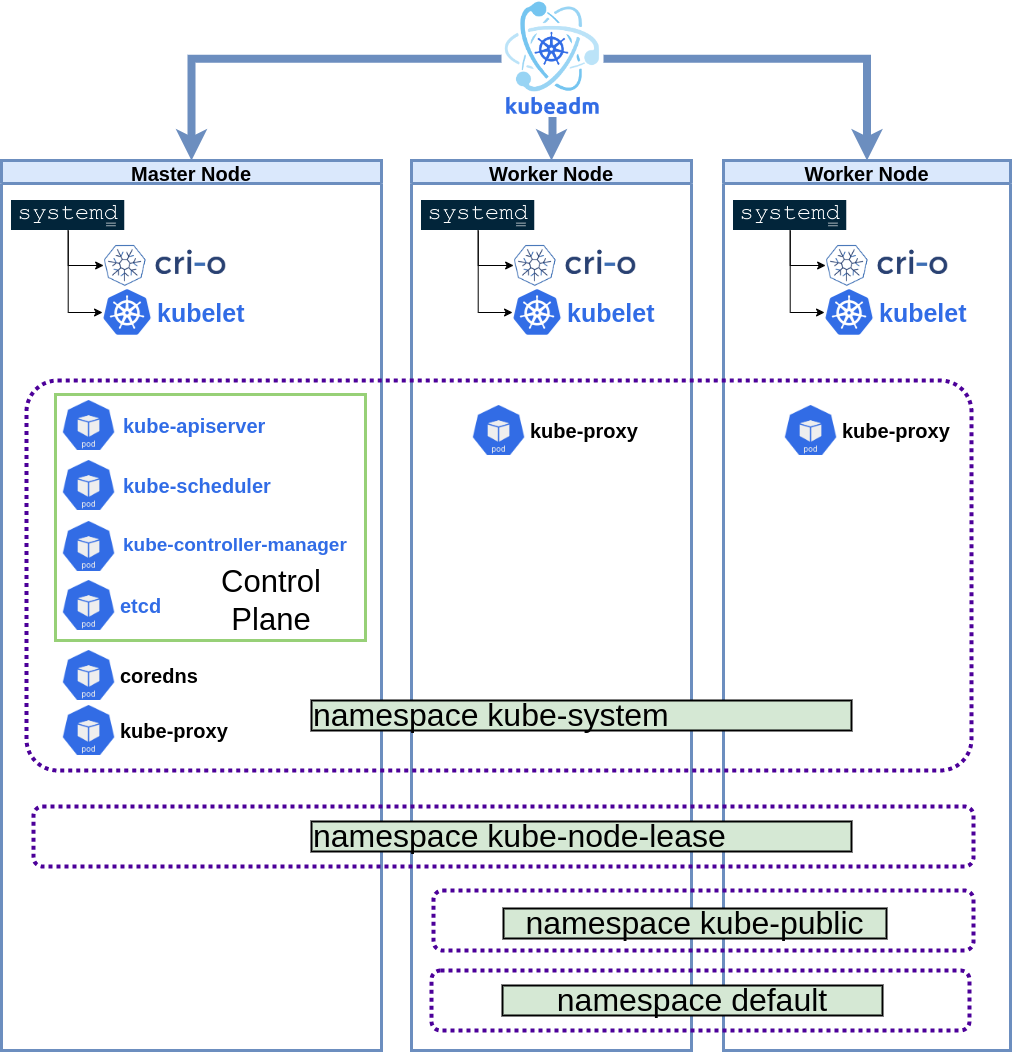 kubeadm
Master Node
Worker Node
Worker Node
systemd
systemd
systemd
cri-o
cri-o
cri-o
kubelet
kubelet
kubelet
pod
kube-apiserver
pod
kube-proxy
pod
kube-proxy
pod
kube-scheduler
pod
kube-controller-manager
Control
Plane
pod
etcd
pod
coredns
pod
kube-proxy
namespace kube-system
namespace kube-node-lease
namespace kube-public
namespace default